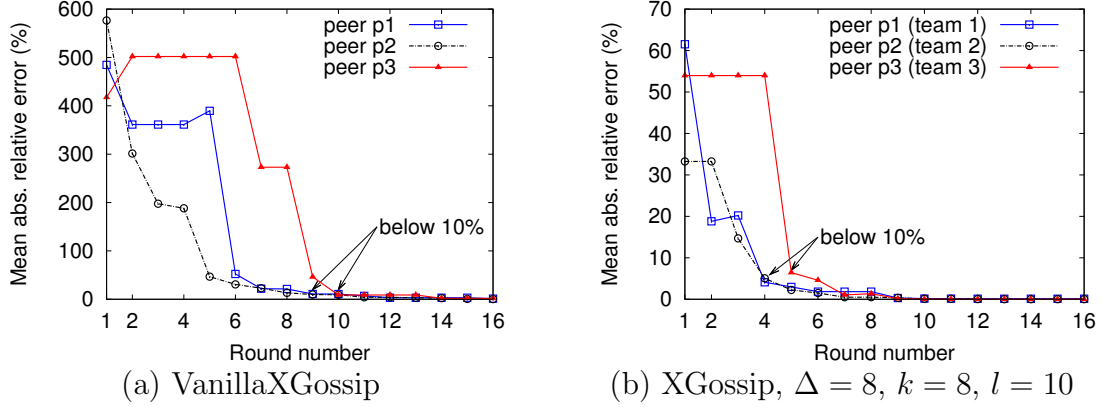 Mean abs. relative error (%)
600
500
400
300
200
100
0
1 2 4 6 8 10 12 14 16
Round number
peer p1
peer p2
peer p3
below 10%
(a) VanillaXGossip
Mean abs. relative error (%)
70
60
50
40
30
20
10
0
1 2 4 6 8 10 12 14 16
Round number
peer p1 (team 1)
peer p2 (team 2)
peer p3 (team 3)
below 10%
(b) XGossip, Δ = 8, k = 8, l = 10